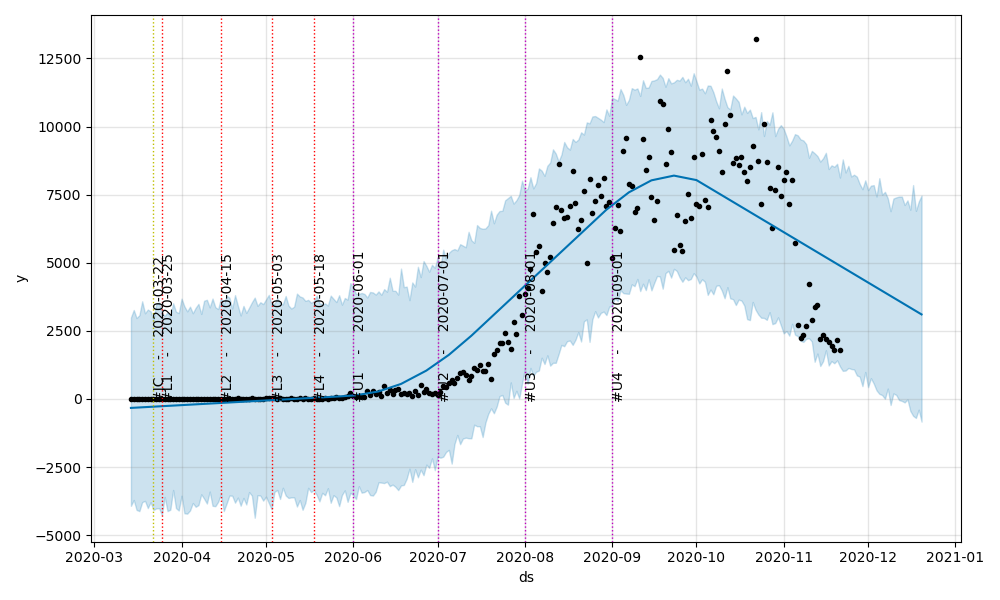 y
12500
10000
7500
5000
2500
0
−2500
−5000
#JC - 2020-03-22
#L1 - 2020-03-25
#L2 - 2020-04-15
#L3 - 2020-05-03
#L4 - 2020-05-18
#U1 - 2020-06-01
#U2 - 2020-07-01
#U3 - 2020-08-01
#U4 - 2020-09-01
2020-03
2020-04
2020-05
2020-06
2020-07
2020-08
2020-09
2020-10
2020-11
2020-12
2021-01
ds